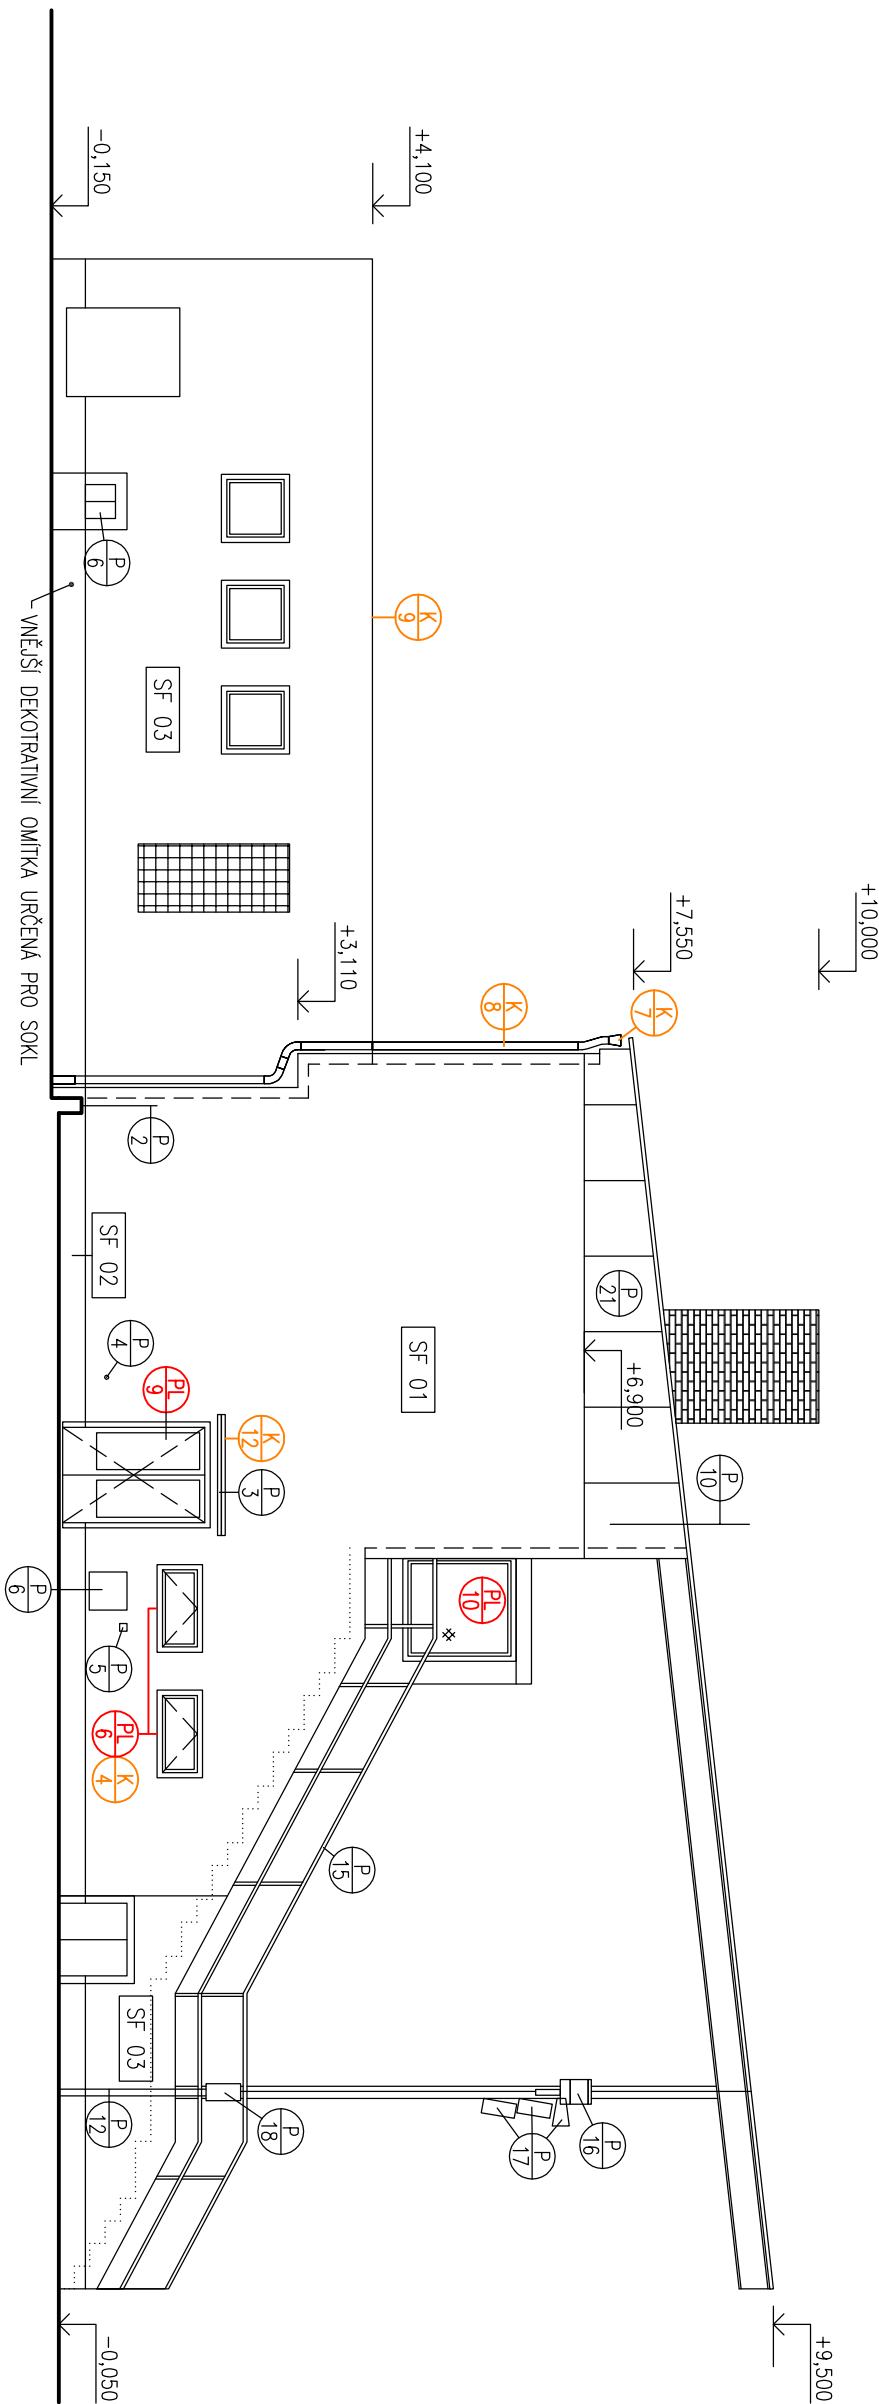 +10,000
+7,550
+4,100
+3,110
-0,150
+6,900
+9,500
-0,050
K
9
K
7
K
8
P
21
P
10
P
6
SF 03
VNĚJŠÍ DEKOTRATIVNÍ OMÍTKA URČENÁ PRO SOKL
P
2
SF 02
SF 01
P
4
PL
9
K
12
P
3
PL
10
P
6
P
5
PL
6
K
4
P
15
SF 03
P
12
P
18
P
17
P
16